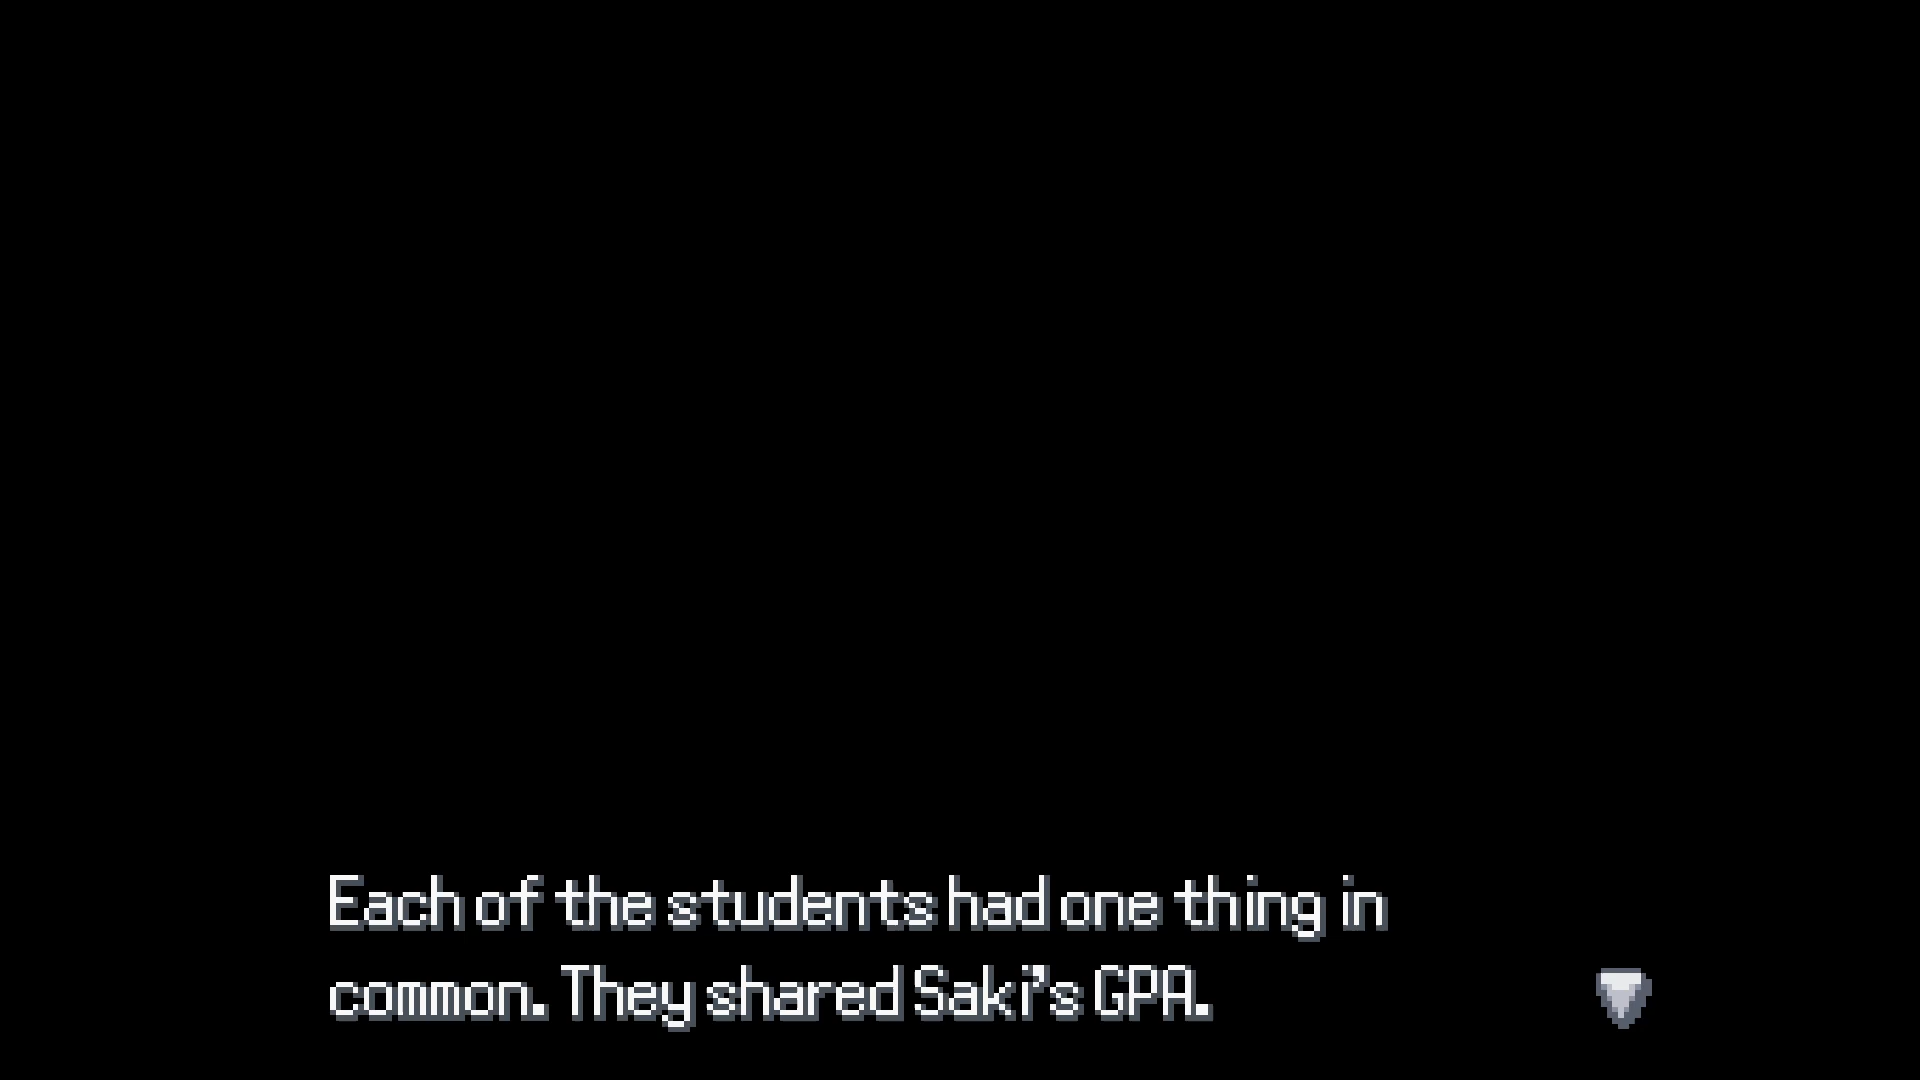 Each of the students had one thing in
common. They shared Saki's GPA.